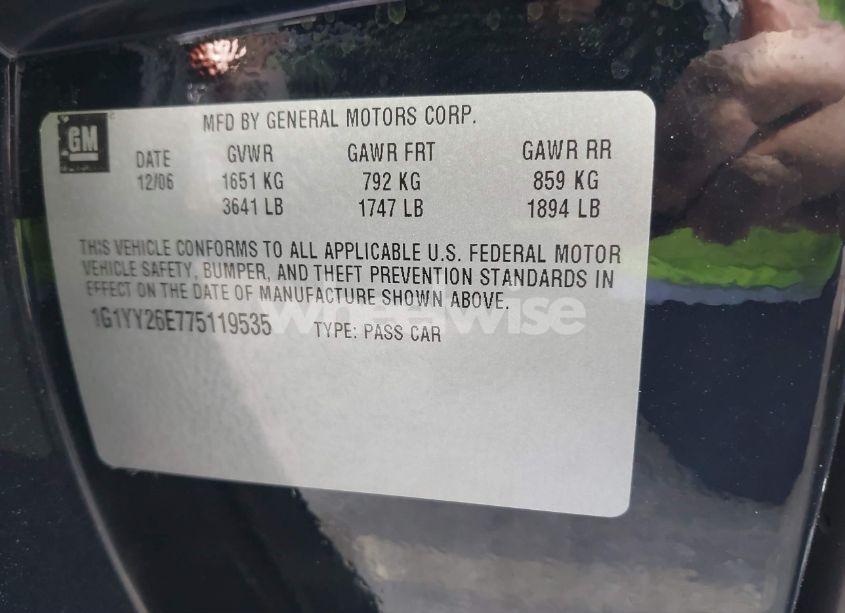 GM
MFD BY GENERAL MOTORS CORP.
DATE GVWR GAWR FRT GAWR RR
12/06 1651 KG 792 KG 859 KG
3641 LB 1747 LB 1894 LB
THIS VEHICLE CONFORMS TO ALL APPLICABLE U.S. FEDERAL MOTOR
VEHICLE SAFETY, BUMPER, AND THEFT PREVENTION STANDARDS IN
EFFECT ON THE DATE OF MANUFACTURE SHOWN ABOVE.
1G1YY26E775119535 TYPE: PASS CAR
wheelwise